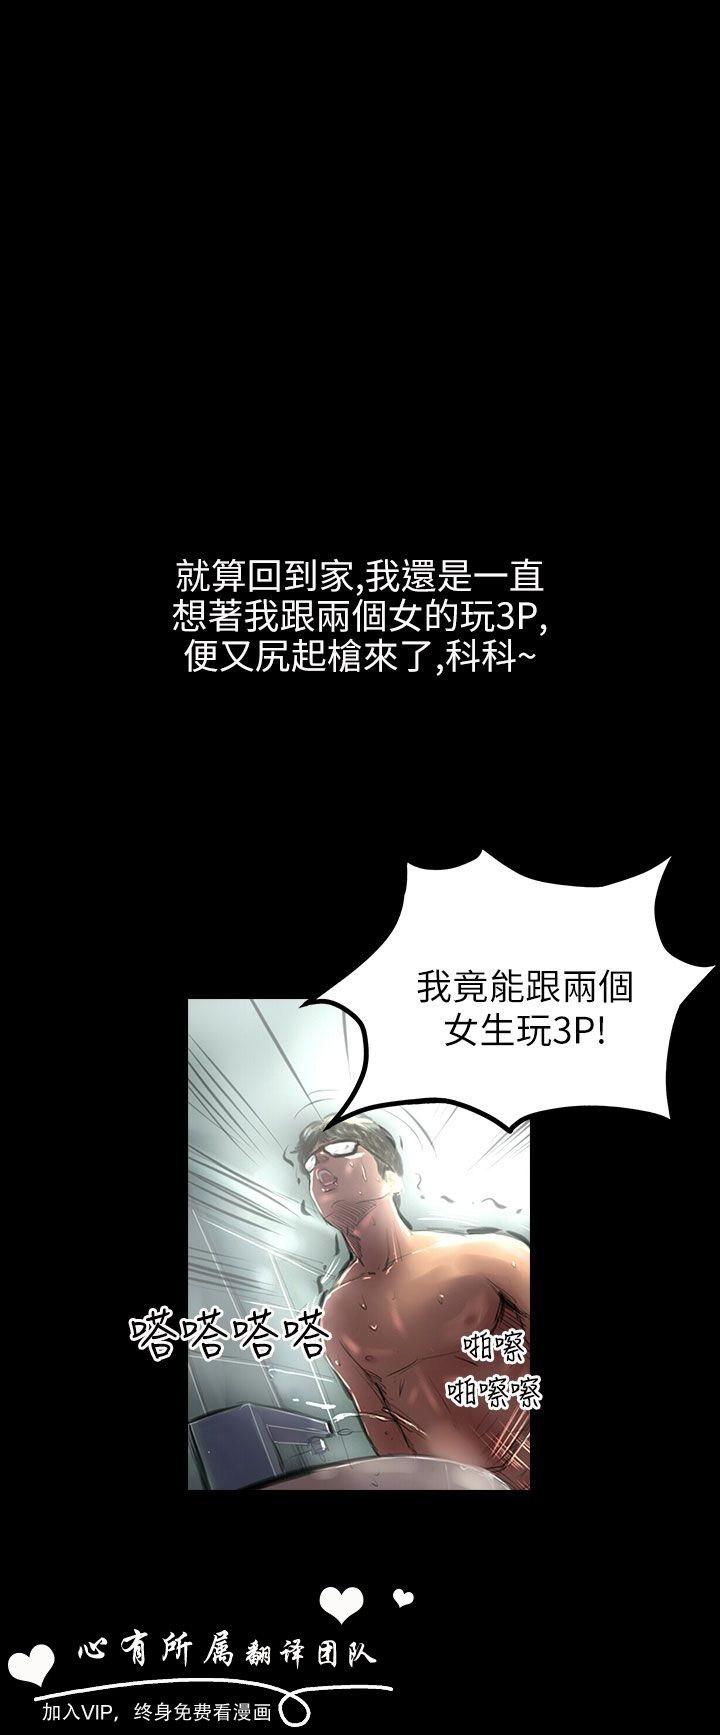 就算回到家,我還是一直
想著我跟兩個女的玩3P,
便又尻起槍來了,科科~
我竟能跟兩個
女生玩3P!
嗒嗒嗒嗒
啪嚓
啪嚓嚓
心有所属翻译团队
加入VIP，终身免费看漫画